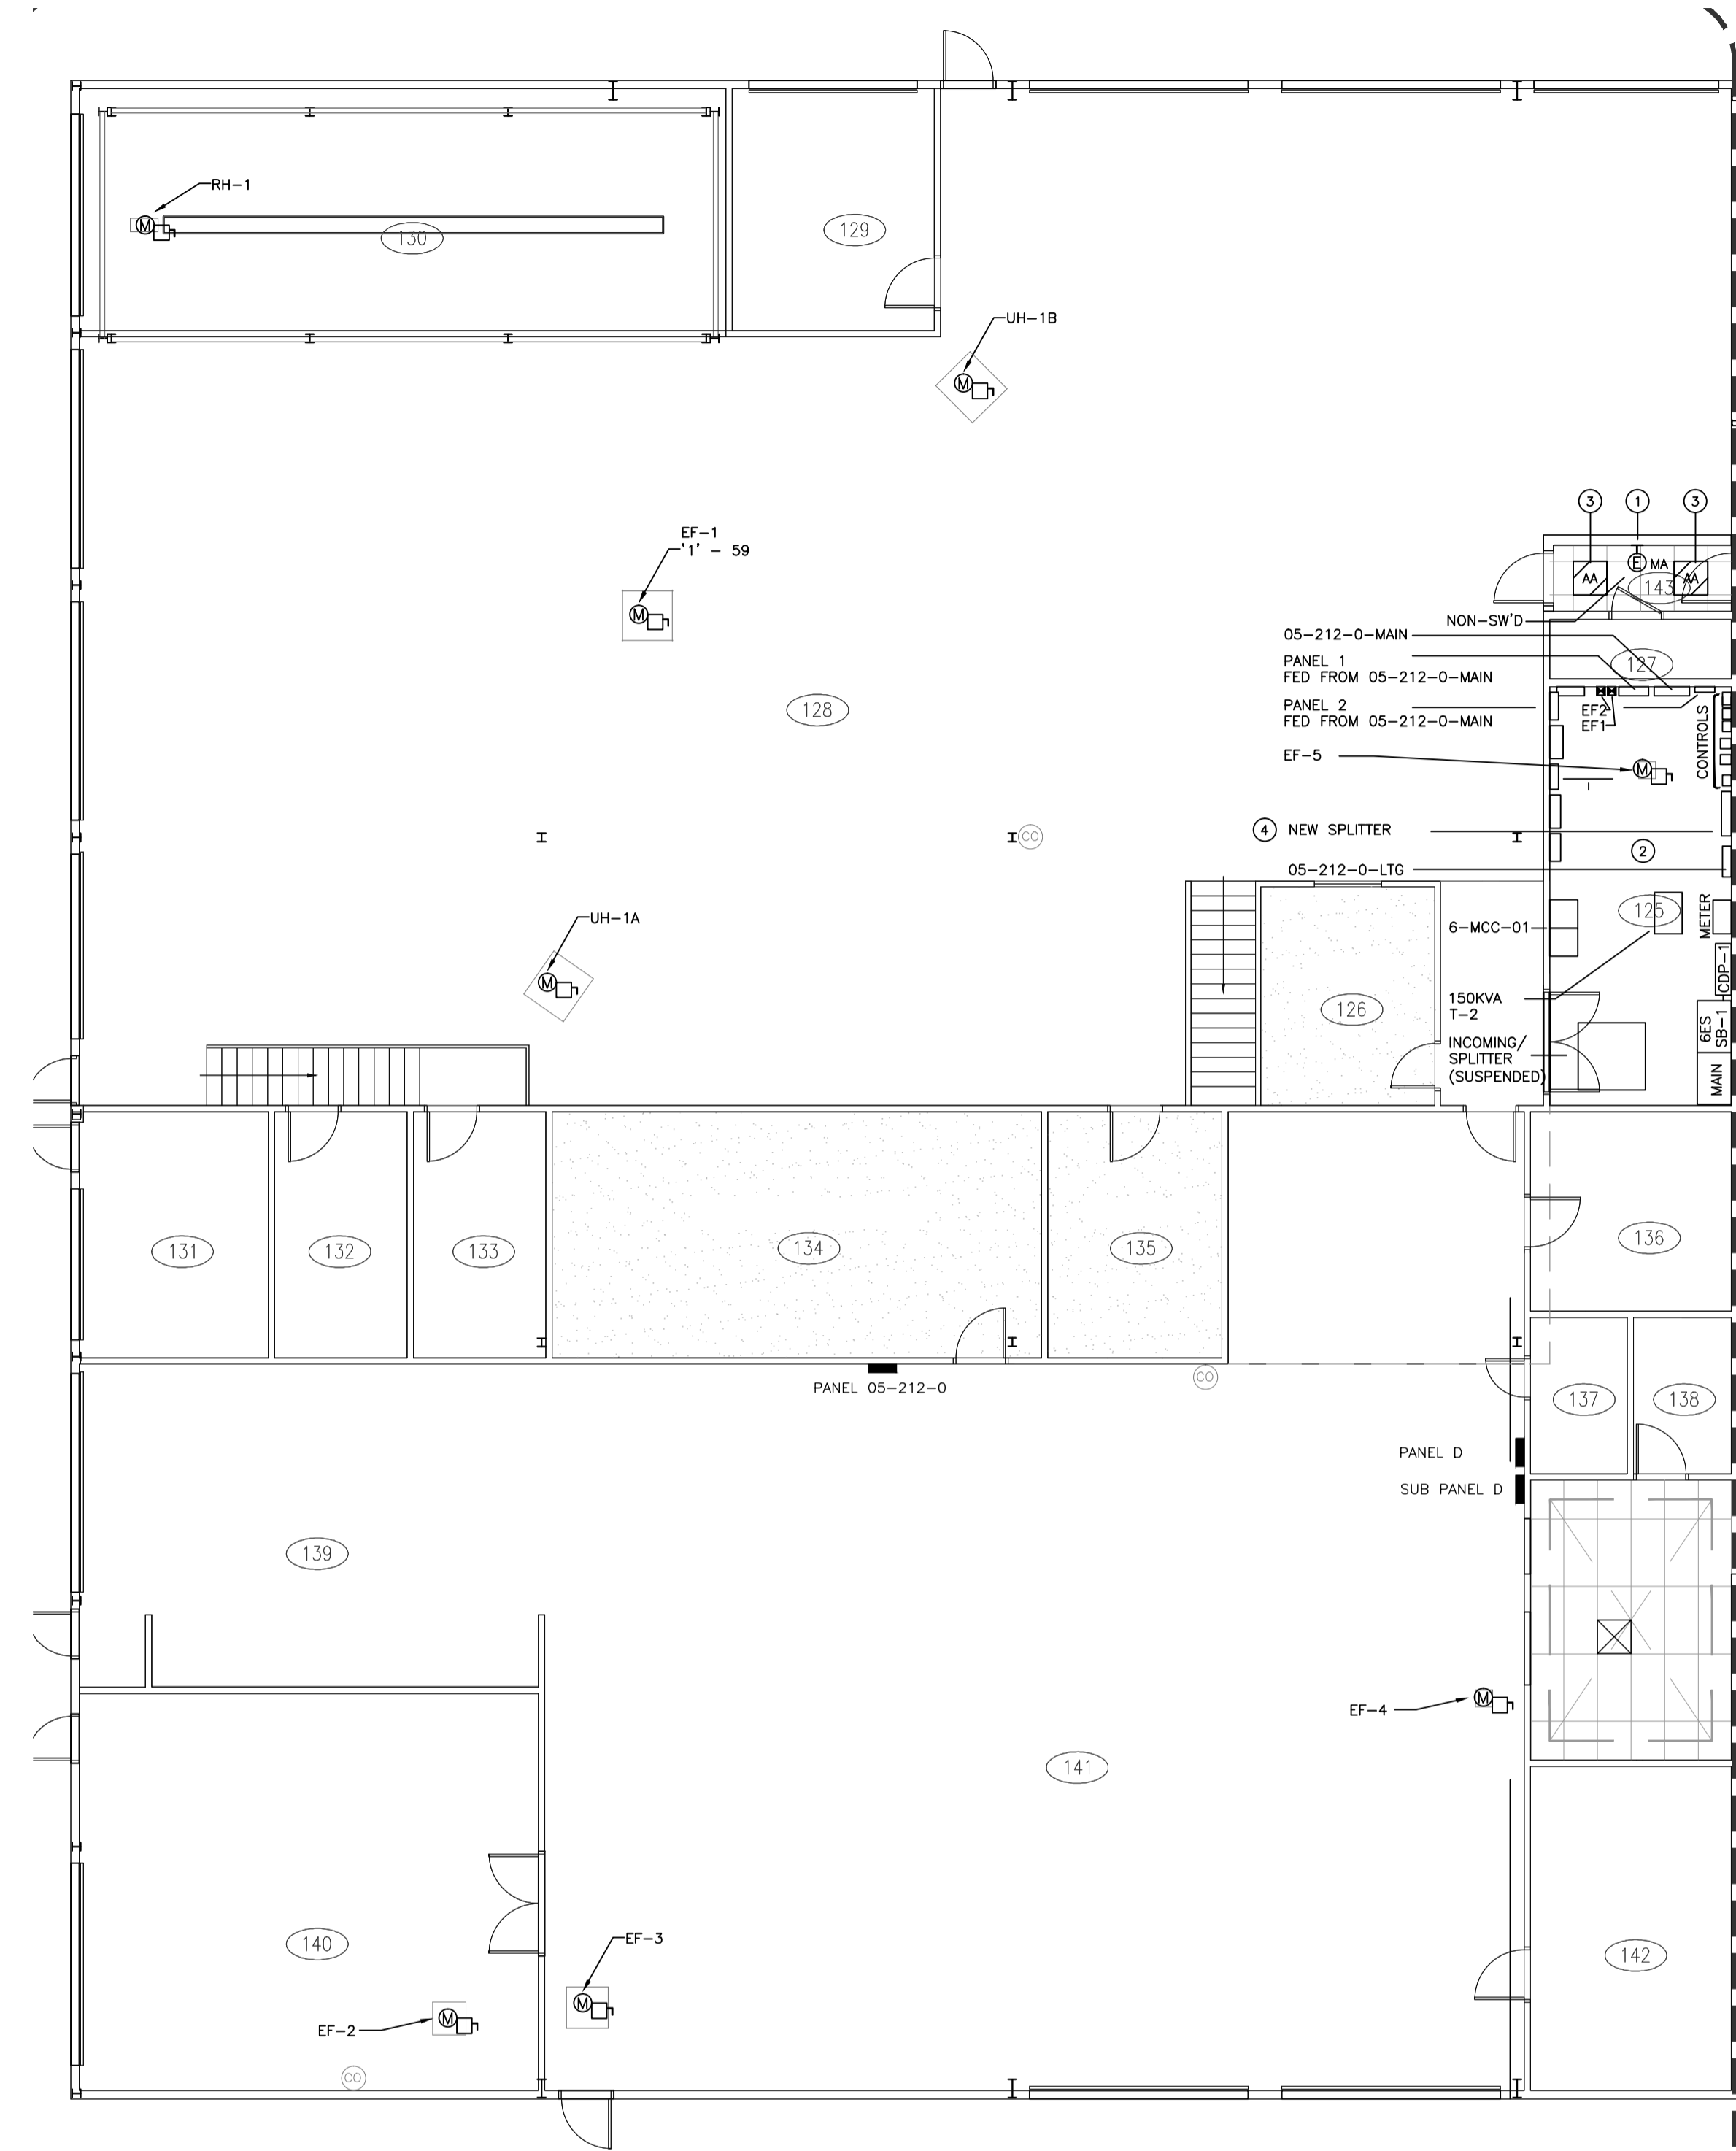 RH-1
M
130
129
UH-1B
M
EF-1
'1' - 59
M
3
1
3
AA
E
MA
AA
143
NON-SW'D
05-212-0-MAIN
127
PANEL 1
FED FROM 05-212-0-MAIN
PANEL 2
FED FROM 05-212-0-MAIN
EF2
EF1
CONTROLS
128
EF-5
M
4
NEW SPLITTER
CO
2
05-212-0-LTG
UH-1A
M
6-MCC-01
125
METER
CDP-1
126
150KVA
T-2
6ES
SB-1
INCOMING/
SPLITTER
(SUSPENDED)
MAIN
131
132
133
134
135
136
PANEL 05-212-0
CO
137
138
PANEL D
SUB PANEL D
139
EF-4
M
141
140
EF-3
M
142
EF-2
M
CO